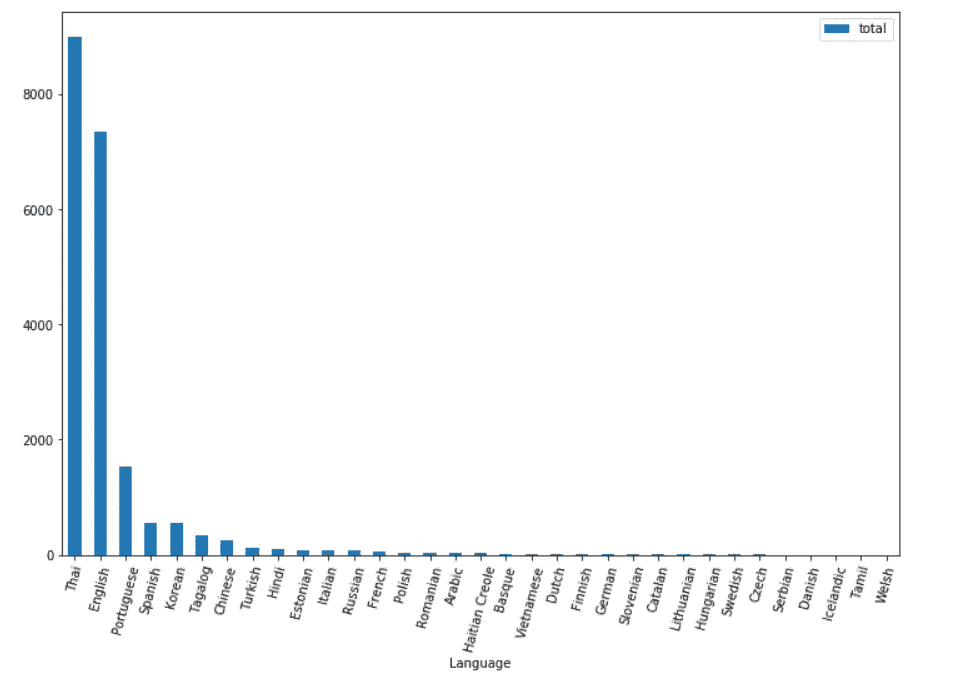 total
8000
6000
4000
2000
0
Thai
English
Portuguese
Spanish
Korean
Tagalog
Chinese
Turkish
Hindi
Estonian
Italian
Russian
French
Polish
Romanian
Arabic
Haitian Creole
Basque
Vietnamese
Dutch
Finnish
German
Slovenian
Catalan
Lithuanian
Hungarian
Swedish
Czech
Serbian
Danish
Icelandic
Tamil
Welsh
Language